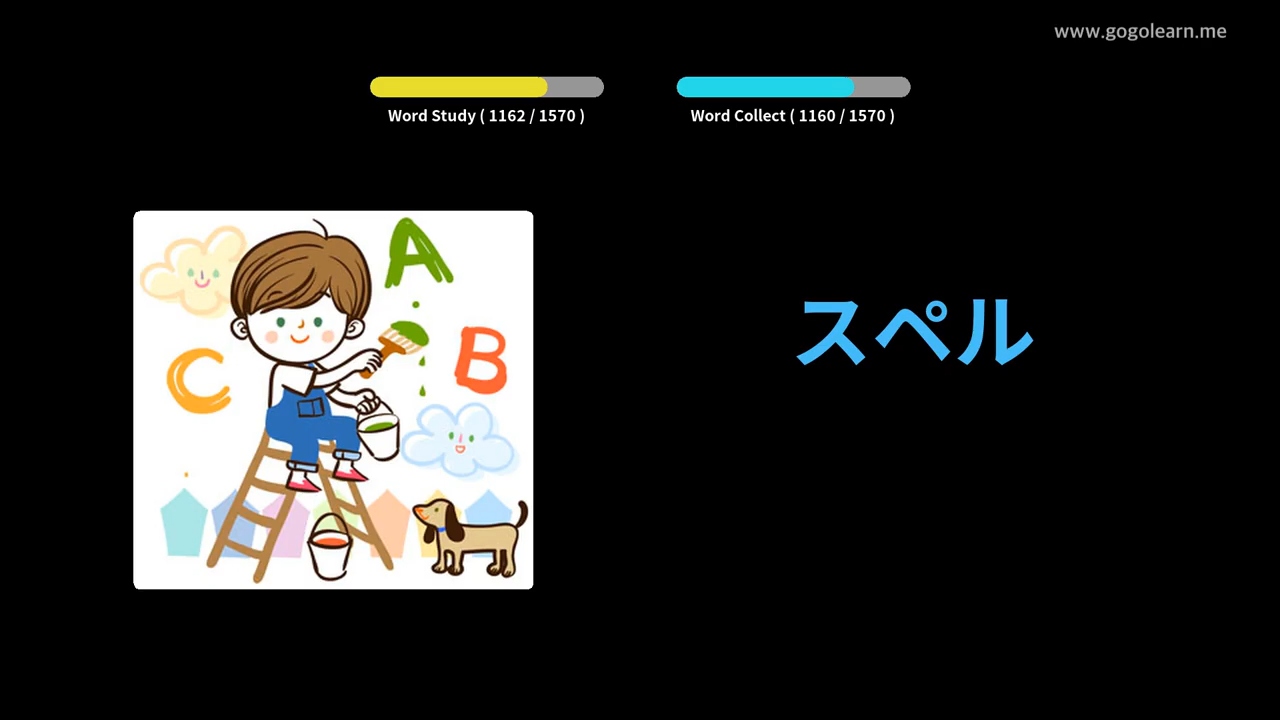 www.gogolearn.me
Word Study ( 1162 / 1570 )
Word Collect ( 1160 / 1570 )
A
B
C
スペル